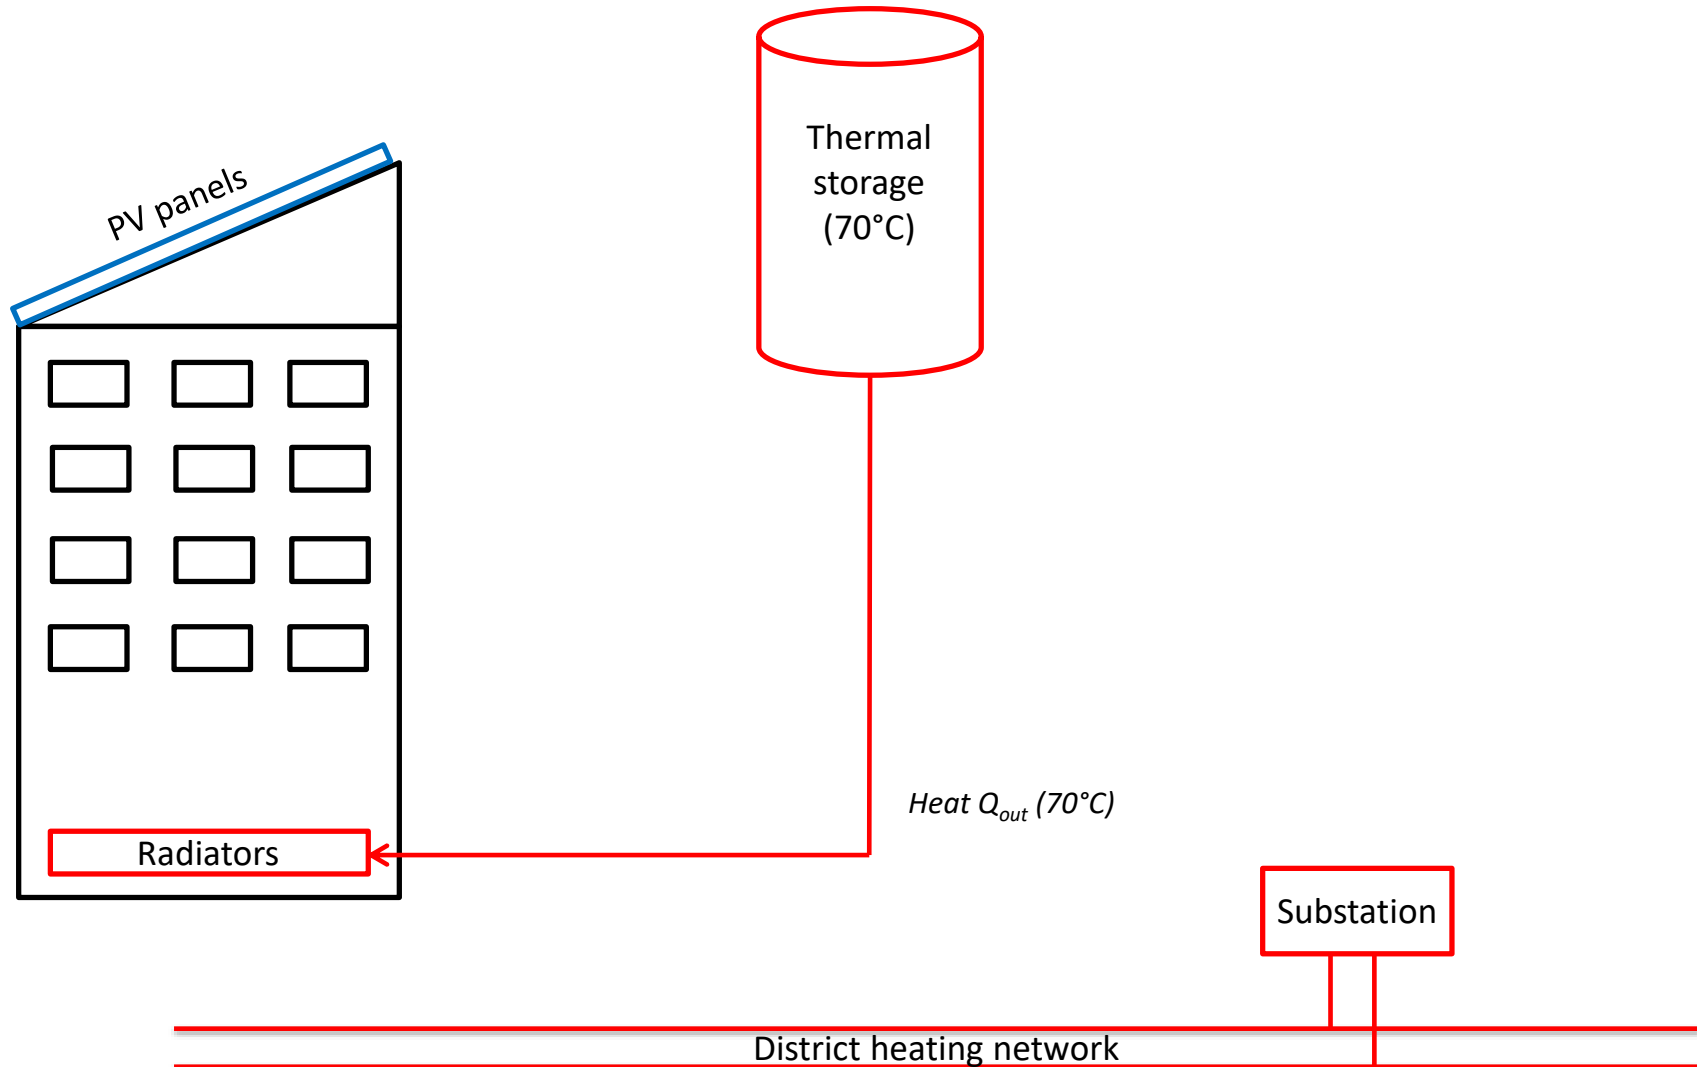 PV panels
Thermal
storage
(70°C)
Heat Qout (70°C)
Radiators
Substation
District heating network